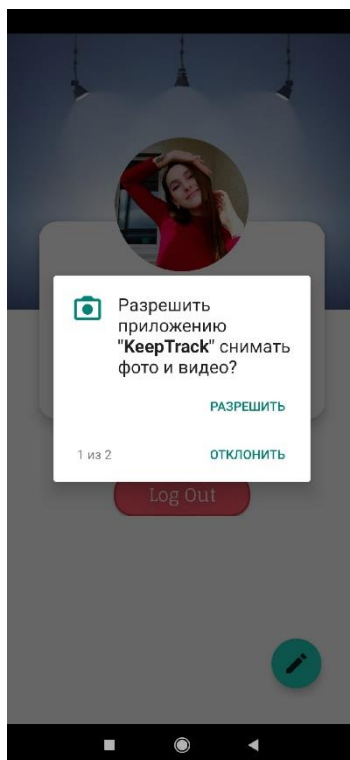 Разрешить
приложению
"KeepTrack" снимать
фото и видео?
РАЗРЕШИТЬ
1 из 2
ОТКЛОНИТЬ
Log Out